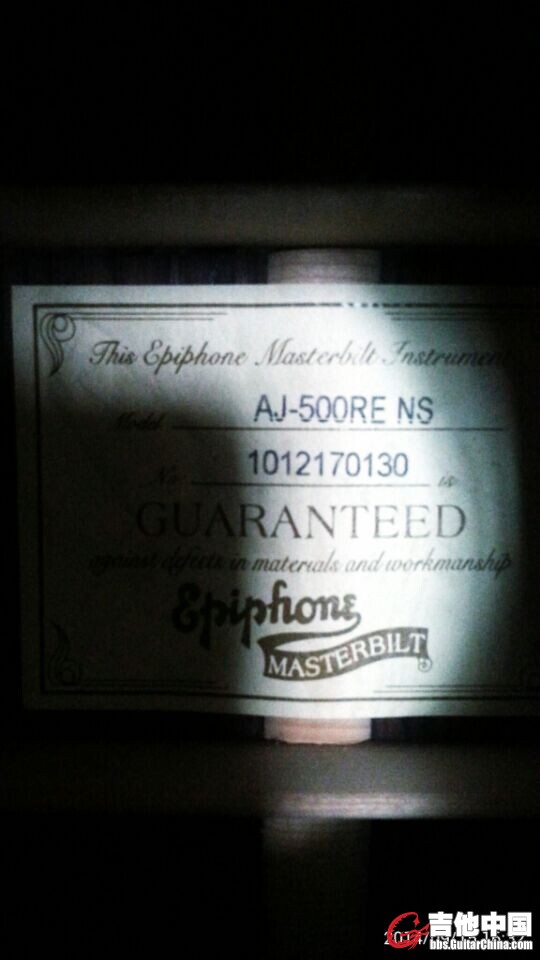 This Epiphone Masterbilt Instrument
Model AJ-500RE NS
No 1012170130 is
GUARANTEED
against defects in materials and workmanship
Epiphone
MASTERBILT
吉他中国
bbs.GuitarChina.com